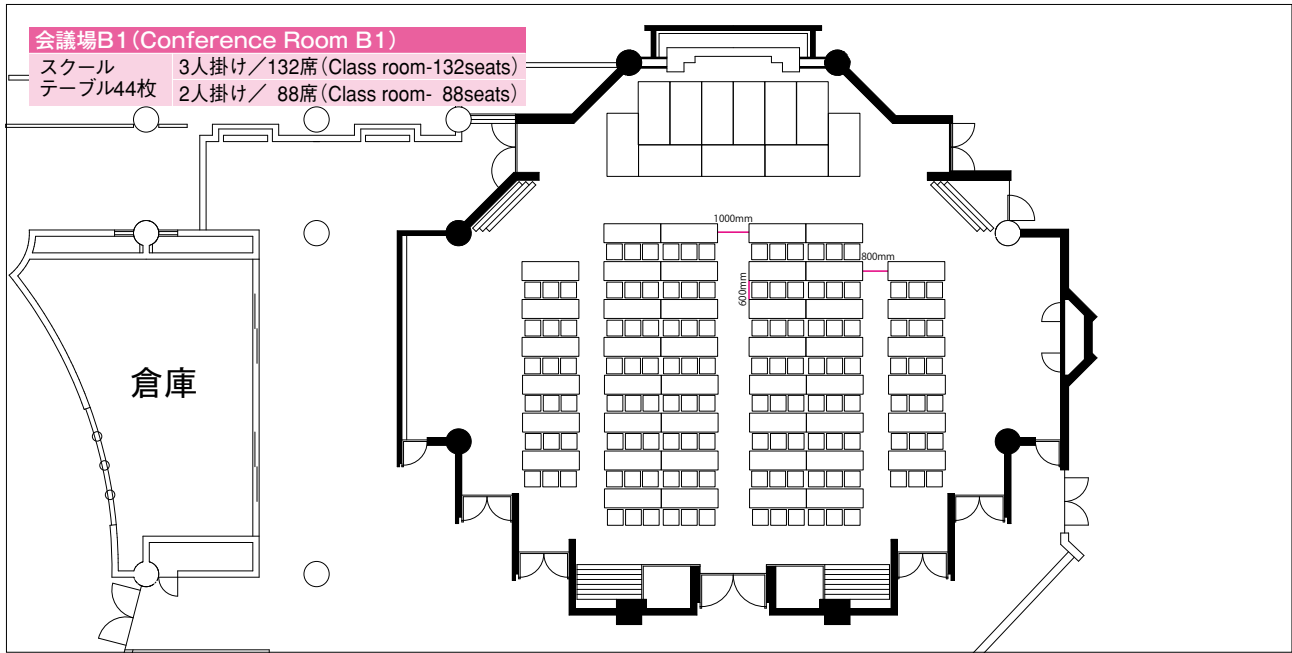 会議場B1(Conference Room B1)
スクール
テーブル44枚
3人掛け／132席(Class room-132seats)
2人掛け／ 88席(Class room- 88seats)
1000mm
800mm
600mm
倉庫